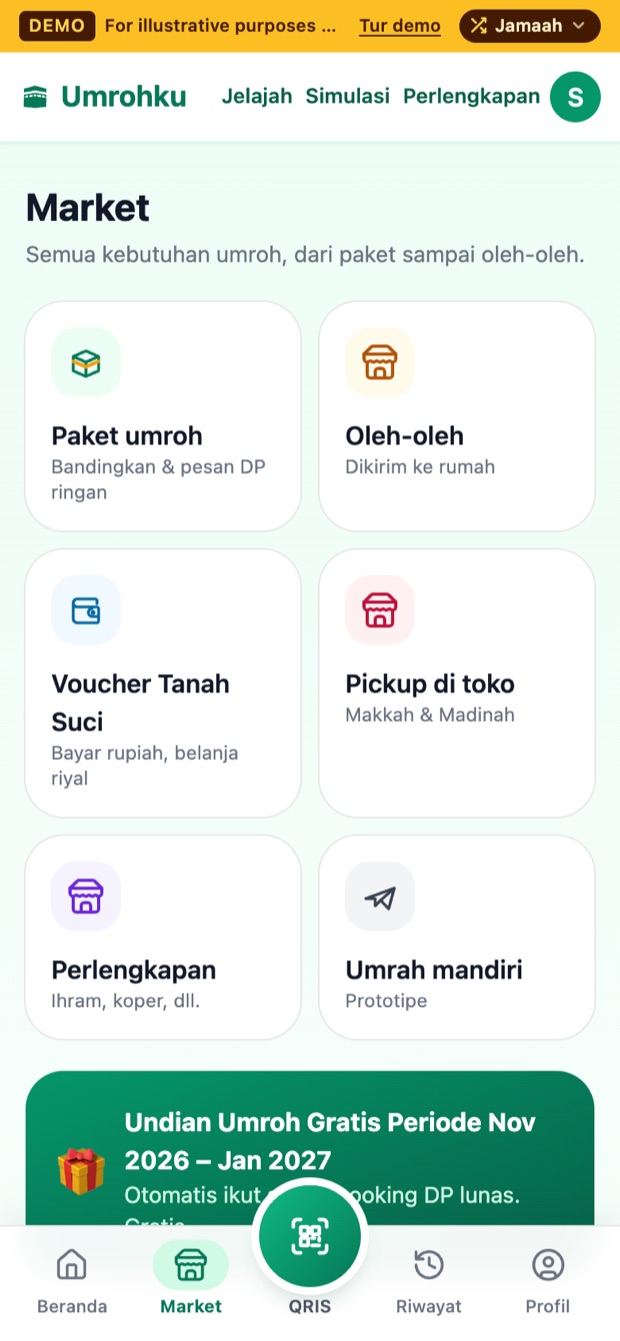 DEMO For illustrative purposes ... Tur demo Jamaah
Umrohku Jelajah Simulasi Perlengkapan S
Market
Semua kebutuhan umroh, dari paket sampai oleh-oleh.
Paket umroh
Bandingkan & pesan DP
ringan
Oleh-oleh
Dikirim ke rumah
Voucher Tanah
Suci
Bayar rupiah, belanja
riyal
Pickup di toko
Makkah & Madinah
Perlengkapan
Ihram, koper, dll.
Umrah mandiri
Prototipe
Undian Umroh Gratis Periode Nov
2026 – Jan 2027
Otomatis ikut ooking DP lunas.
Gratis
Beranda Market QRIS Riwayat Profil